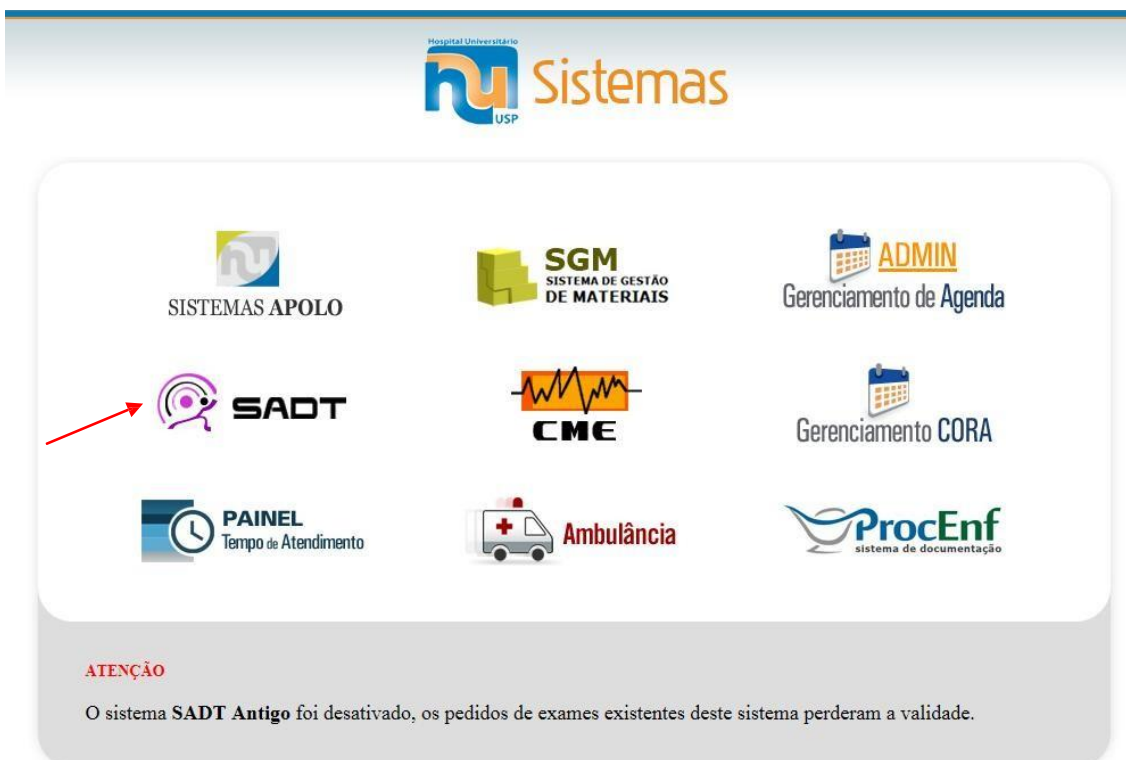 Hospital Universitário
hu
Sistemas
USP
hu
SISTEMAS APOLO
SGM
SISTEMA DE GESTÃO
DE MATERIAIS
ADMIN
Gerenciamento de Agenda
SADT
CME
Gerenciamento CORA
PAINEL
Tempo de Atendimento
Ambulância
ProcEnf
sistema de documentação
ATENÇÃO
O sistema SADT Antigo foi desativado, os pedidos de exames existentes deste sistema perderam a validade.